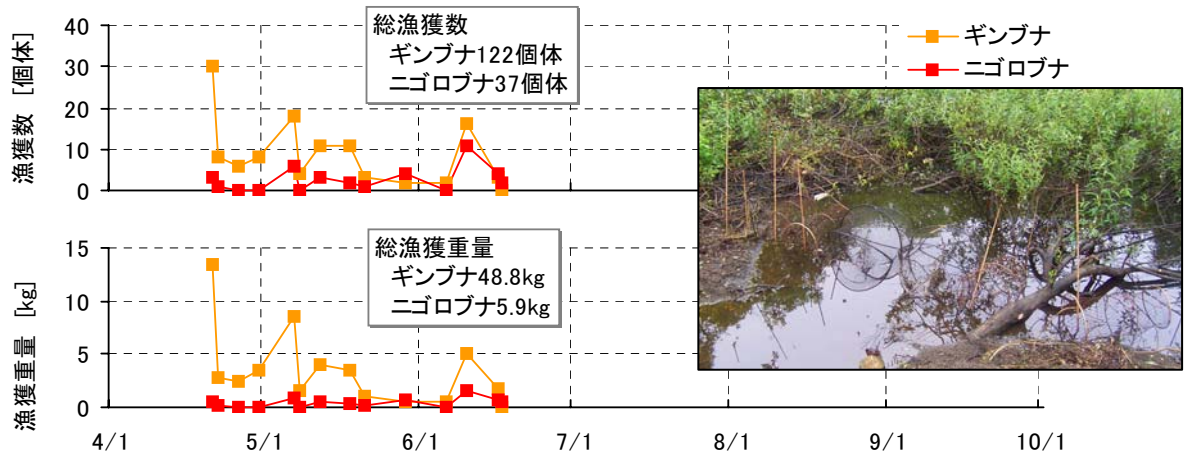 漁獲数 [個体]
40
30
20
10
0
総漁獲数
ギンブナ122個体
ニゴロブナ37個体
ギンブナ
ニゴロブナ
漁獲重量 [kg]
15
10
5
0
総漁獲重量
ギンブナ48.8kg
ニゴロブナ5.9kg
4/1 5/1 6/1 7/1 8/1 9/1 10/1